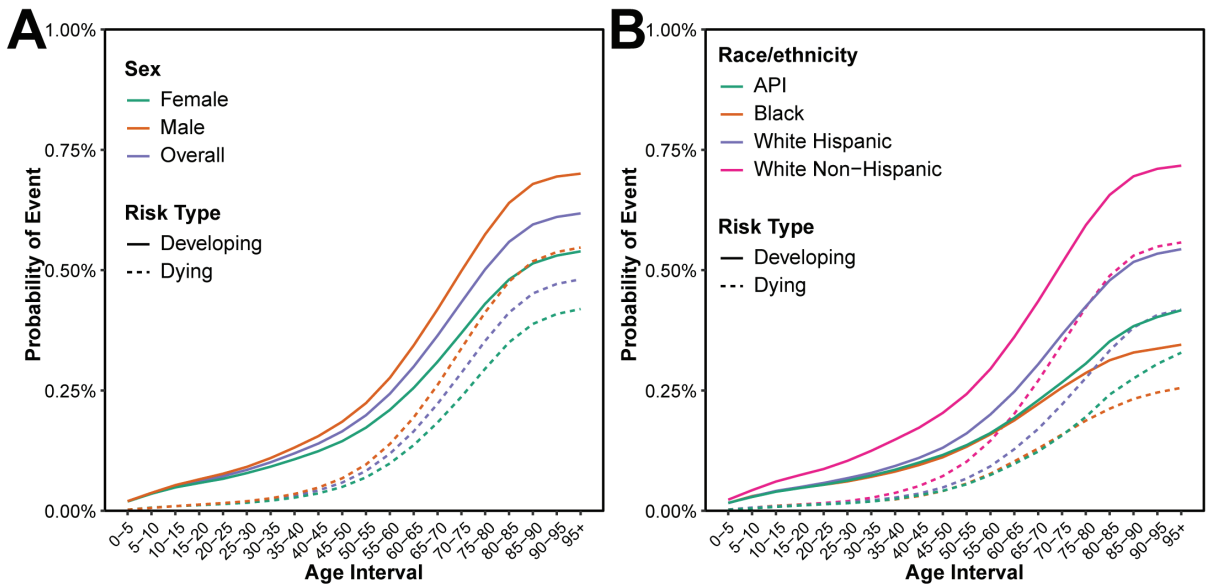 A
Probability of Event
1.00%
0.75%
0.50%
0.25%
0.00%
Sex
Female
Male
Overall
Risk Type
Developing
Dying
0−5
5−10
10−15
15−20
20−25
25−30
30−35
35−40
40−45
45−50
50−55
55−60
60−65
65−70
70−75
75−80
80−85
85−90
90−95
95+
Age Interval
B
Probability of Event
1.00%
0.75%
0.50%
0.25%
0.00%
Race/ethnicity
API
Black
White Hispanic
White Non−Hispanic
Risk Type
Developing
Dying
0−5
5−10
10−15
15−20
20−25
25−30
30−35
35−40
40−45
45−50
50−55
55−60
60−65
65−70
70−75
75−80
80−85
85−90
90−95
95+
Age Interval